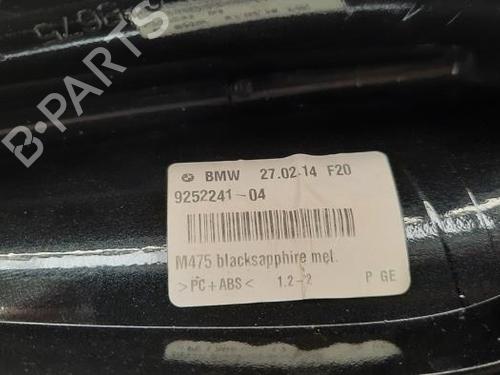 BMW 27.02.14 F20
9252241-04
M475 blacksapphire met.
>PC+ABS< 1.2-2 P GE
B-PARTS